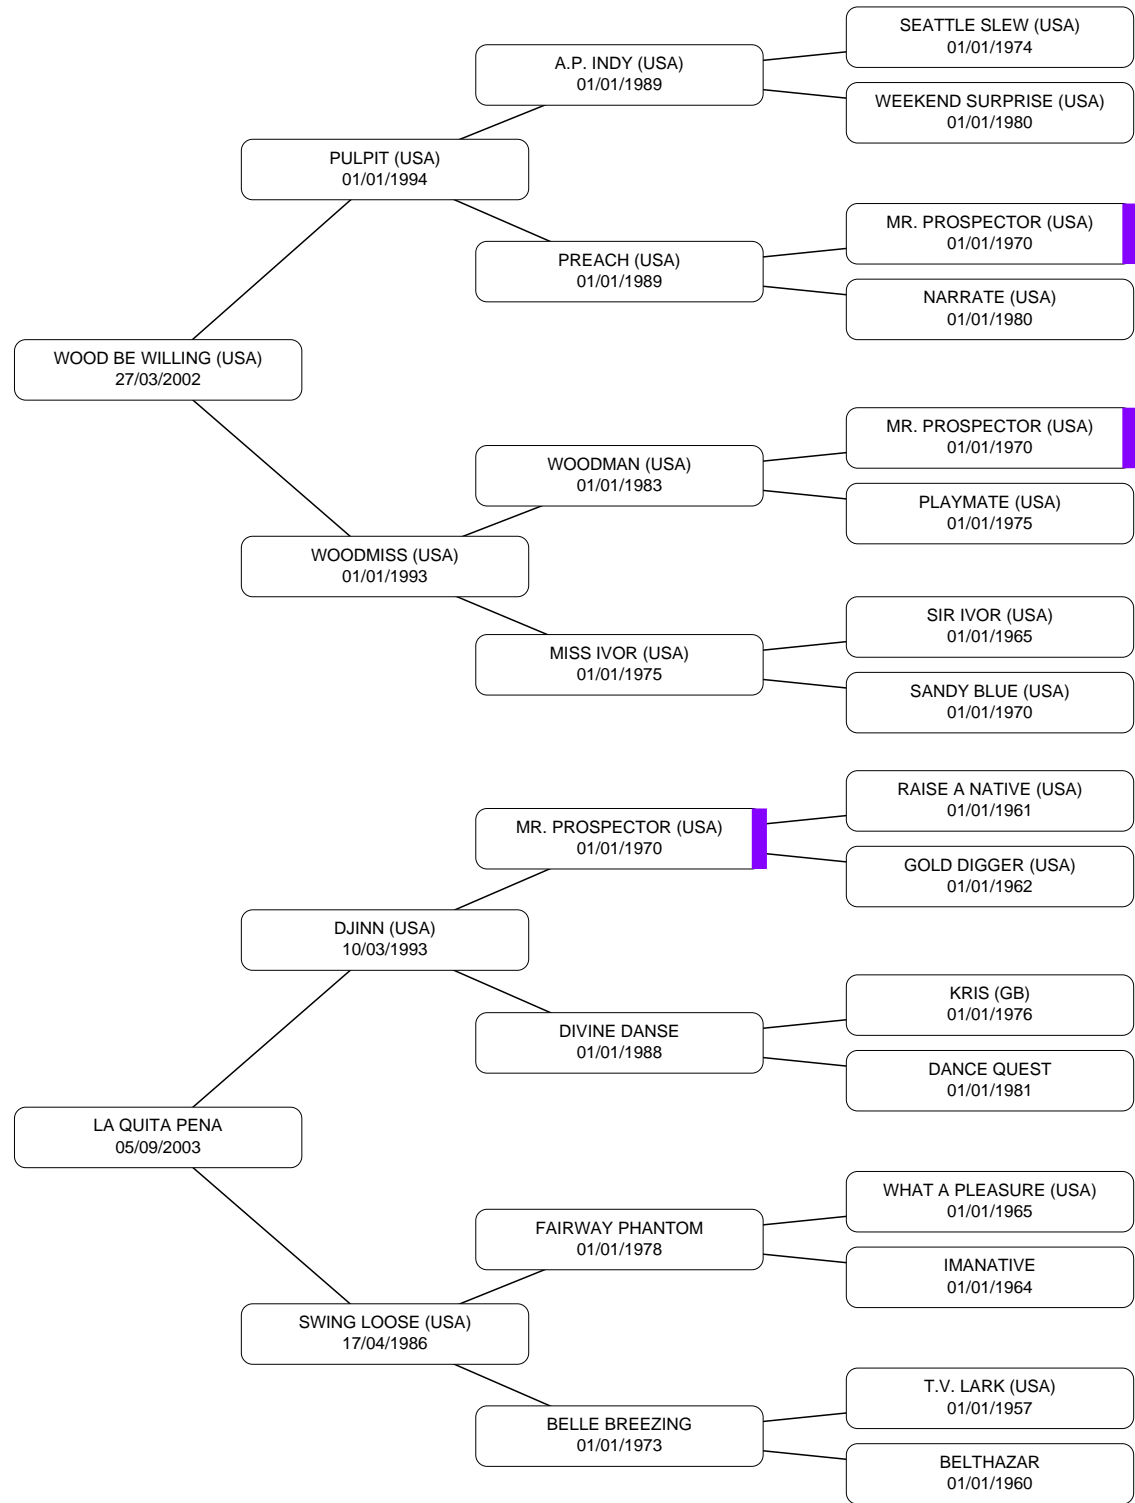 SEATTLE SLEW (USA)
01/01/1974
A.P. INDY (USA)
01/01/1989
WEEKEND SURPRISE (USA)
01/01/1980
PULPIT (USA)
01/01/1994
MR. PROSPECTOR (USA)
01/01/1970
PREACH (USA)
01/01/1989
NARRATE (USA)
01/01/1980
WOOD BE WILLING (USA)
27/03/2002
MR. PROSPECTOR (USA)
01/01/1970
WOODMAN (USA)
01/01/1983
PLAYMATE (USA)
01/01/1975
WOODMISS (USA)
01/01/1993
SIR IVOR (USA)
01/01/1965
MISS IVOR (USA)
01/01/1975
SANDY BLUE (USA)
01/01/1970
RAISE A NATIVE (USA)
01/01/1961
MR. PROSPECTOR (USA)
01/01/1970
GOLD DIGGER (USA)
01/01/1962
DJINN (USA)
10/03/1993
KRIS (GB)
01/01/1976
DIVINE DANSE
01/01/1988
DANCE QUEST
01/01/1981
LA QUITA PENA
05/09/2003
WHAT A PLEASURE (USA)
01/01/1965
FAIRWAY PHANTOM
01/01/1978
IMANATIVE
01/01/1964
SWING LOOSE (USA)
17/04/1986
T.V. LARK (USA)
01/01/1957
BELLE BREEZING
01/01/1973
BELTHAZAR
01/01/1960